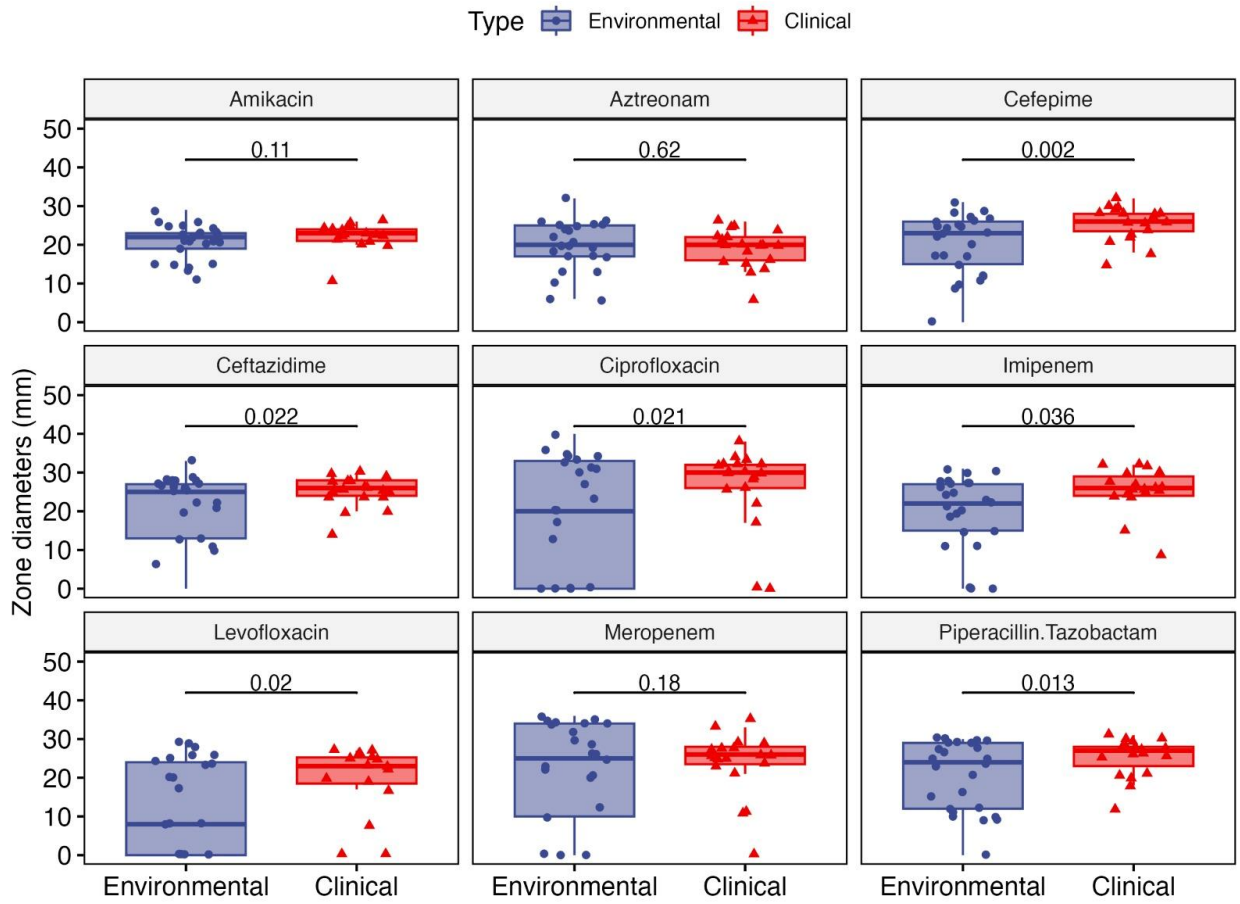 Type Environmental Clinical
Amikacin Aztreonam Cefepime
50
40
30
20
10
0
0.11 0.62 0.002
Ceftazidime Ciprofloxacin Imipenem
50
40
30
20
10
0
0.022 0.021 0.036
Zone diameters (mm)
Levofloxacin Meropenem Piperacillin.Tazobactam
50
40
30
20
10
0
0.02 0.18 0.013
Environmental Clinical Environmental Clinical Environmental Clinical